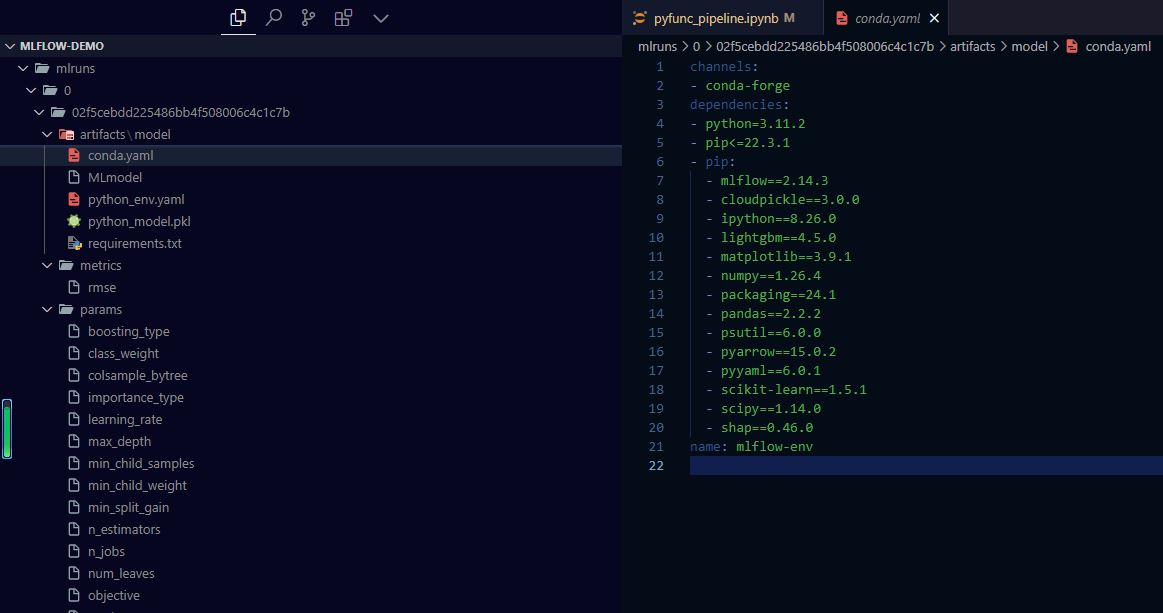 MLFLOW-DEMO
mlruns
0
02f5cebdd225486bb4f508006c4c1c7b
artifacts\model
conda.yaml
MLmodel
python_env.yaml
python_model.pkl
requirements.txt
metrics
rmse
params
boosting_type
class_weight
colsample_bytree
importance_type
learning_rate
max_depth
min_child_samples
min_child_weight
min_split_gain
n_estimators
n_jobs
num_leaves
objective
pyfunc_pipeline.ipynb M conda.yaml
mlruns > 0 > 02f5cebdd225486bb4f508006c4c1c7b > artifacts > model > conda.yaml
1 channels:
2 - conda-forge
3 dependencies:
4 - python=3.11.2
5 - pip<=22.3.1
6 - pip:
7 - mlflow==2.14.3
8 - cloudpickle==3.0.0
9 - ipython==8.26.0
10 - lightgbm==4.5.0
11 - matplotlib==3.9.1
12 - numpy==1.26.4
13 - packaging==24.1
14 - pandas==2.2.2
15 - psutil==6.0.0
16 - pyarrow==15.0.2
17 - pyyaml==6.0.1
18 - scikit-learn==1.5.1
19 - scipy==1.14.0
20 - shap==0.46.0
21 name: mlflow-env
22